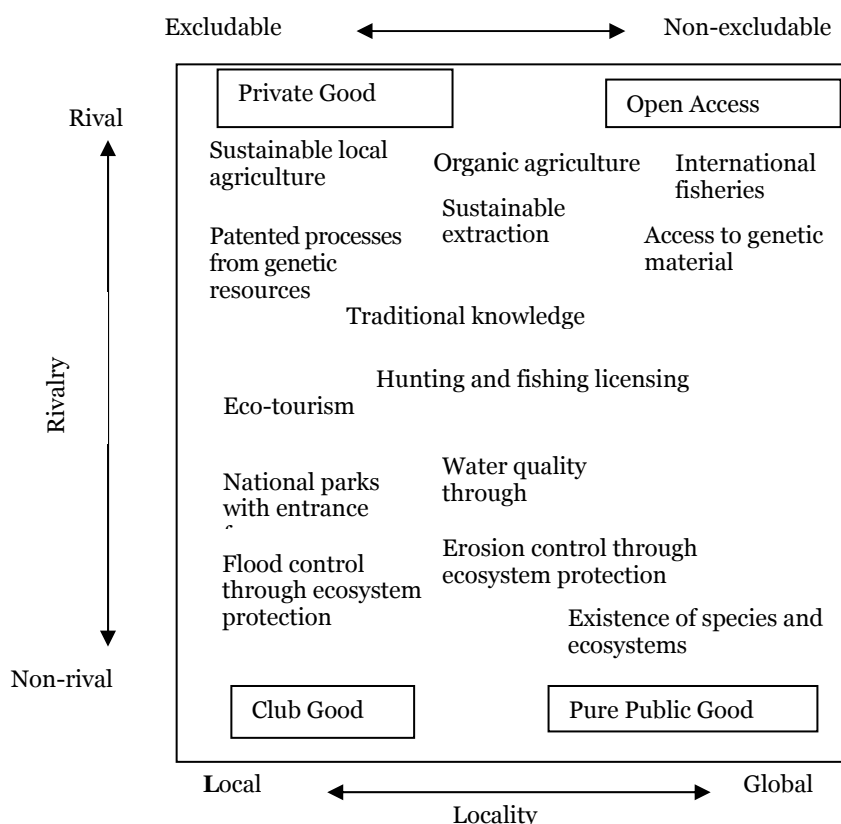 Excludable
Non-excludable
Private Good
Open Access
Rival
Sustainable local
agriculture
Organic agriculture
International
fisheries
Sustainable
extraction
Patented processes
from genetic
resources
Access to genetic
material
Traditional knowledge
Rivalry
Hunting and fishing licensing
Eco-tourism
Water quality
through
National parks
with entrance
Flood control
through ecosystem
protection
Erosion control through
ecosystem protection
Existence of species and
ecosystems
Non-rival
Club Good
Pure Public Good
Local
Global
Locality